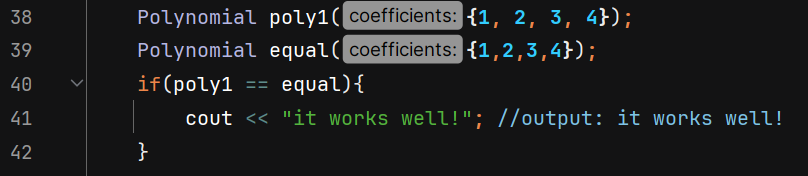 38 Polynomial poly1( coefficients: {1, 2, 3, 4});
39 Polynomial equal( coefficients: {1,2,3,4});
40 if(poly1 == equal){
41 cout << "it works well!"; //output: it works well!
42 }